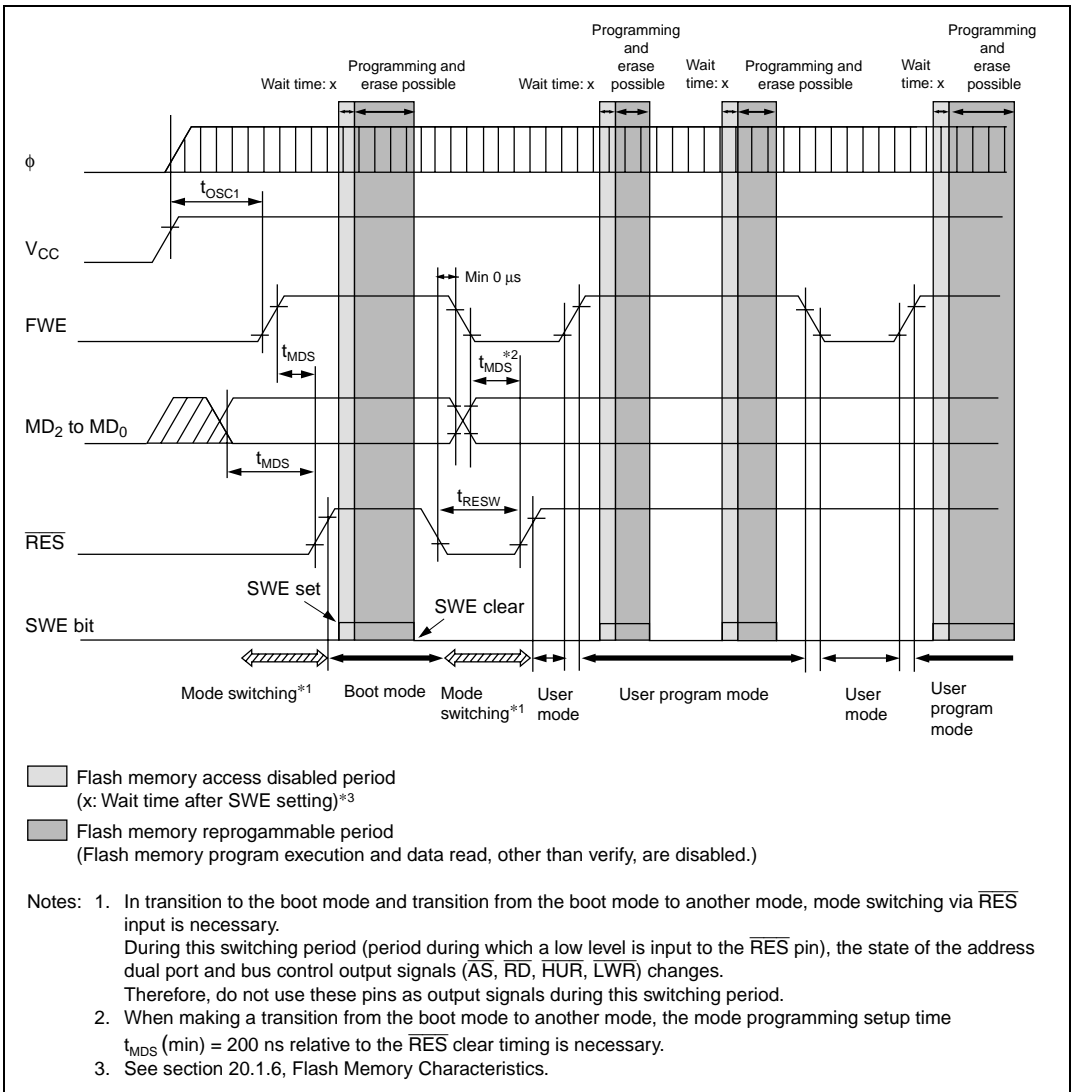 Programming and erase possible
Programming and erase possible
Wait time: x
Programming and erase possible
Wait time: x
Wait time: x
Programming and erase possible
Wait time: x
ϕ
tOSC1
VCC
Min 0 μs
FWE
tMDS
tMDS*2
MD2 to MD0
tMDS
tRESW
RES
SWE set
SWE clear
SWE bit
Mode switching*1
Boot mode
Mode switching*1
User mode
User program mode
User mode
User program mode
Flash memory access disabled period
(x: Wait time after SWE setting)*3
Flash memory reprogammable period
(Flash memory program execution and data read, other than verify, are disabled.)
Notes: 1. In transition to the boot mode and transition from the boot mode to another mode, mode switching via RES
input is necessary.
During this switching period (period during which a low level is input to the RES pin), the state of the address
dual port and bus control output signals (AS, RD, HUR, LWR) changes.
Therefore, do not use these pins as output signals during this switching period.
2. When making a transition from the boot mode to another mode, the mode programming setup time
tMDS (min) = 200 ns relative to the RES clear timing is necessary.
3. See section 20.1.6, Flash Memory Characteristics.